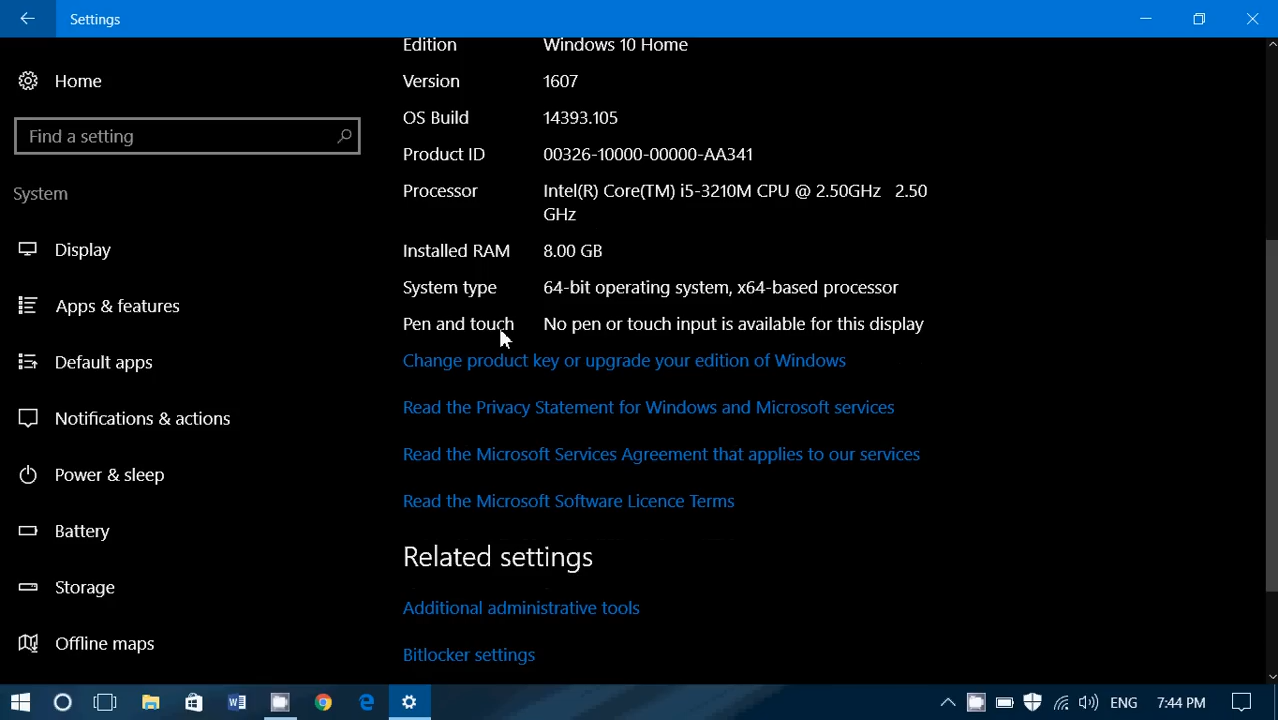 Settings
Home
Find a setting
System
Display
Apps & features
Default apps
Notifications & actions
Power & sleep
Battery
Storage
Offline maps
Edition Windows 10 Home
Version 1607
OS Build 14393.105
Product ID 00326-10000-00000-AA341
Processor Intel(R) Core(TM) i5-3210M CPU @ 2.50GHz 2.50
GHz
Installed RAM 8.00 GB
System type 64-bit operating system, x64-based processor
Pen and touch No pen or touch input is available for this display
Change product key or upgrade your edition of Windows
Read the Privacy Statement for Windows and Microsoft services
Read the Microsoft Services Agreement that applies to our services
Read the Microsoft Software Licence Terms
Related settings
Additional administrative tools
Bitlocker settings
ENG 7:44 PM